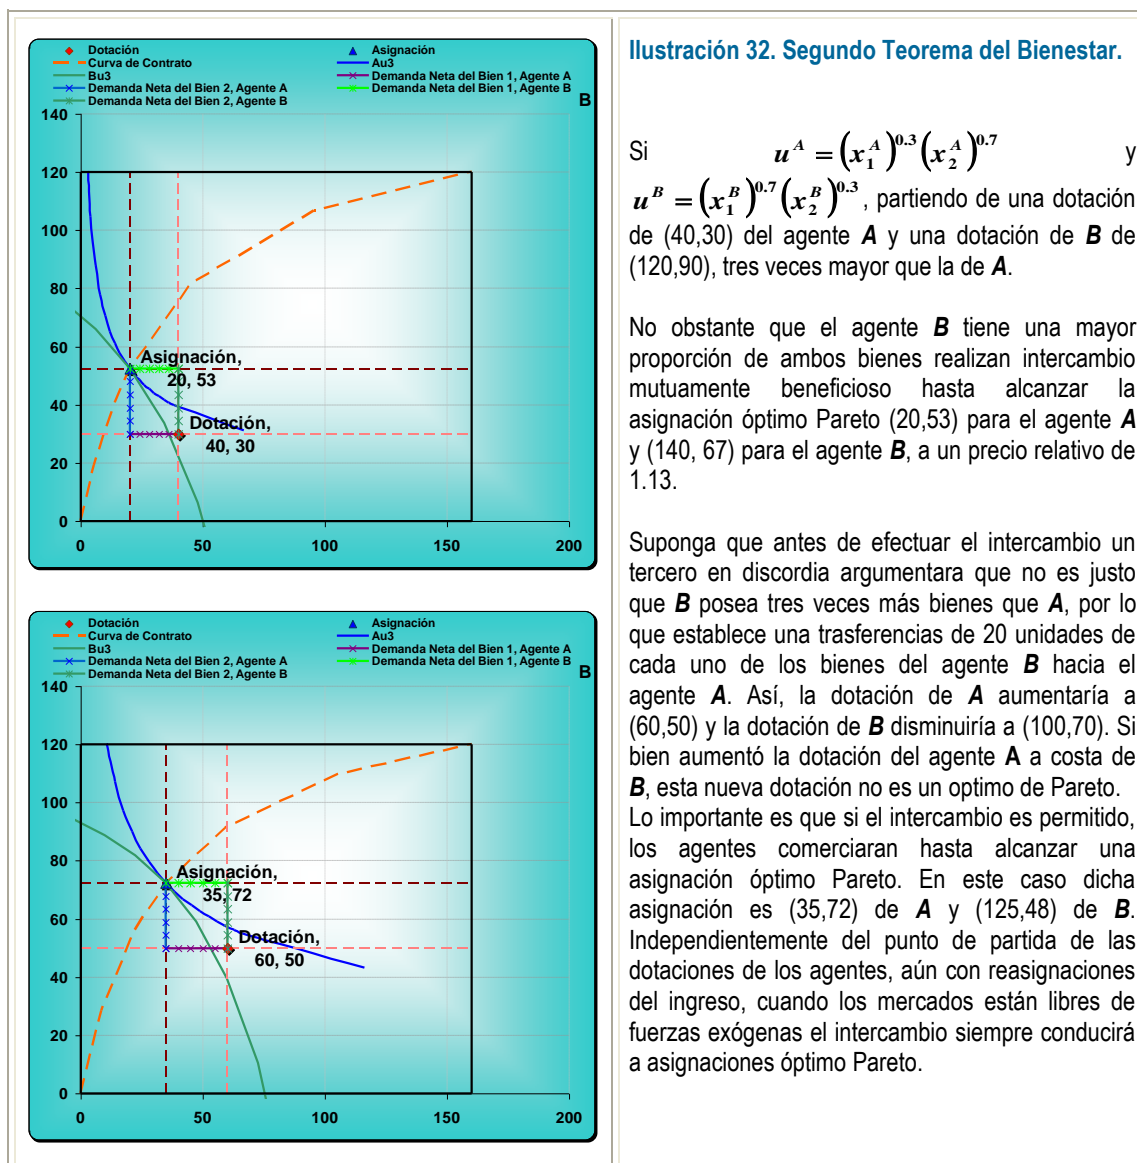 Dotación
Asignación
Curva de Contrato
Au3
Bu3
Demanda Neta del Bien 1, Agente A
Demanda Neta del Bien 2, Agente A
Demanda Neta del Bien 1, Agente B
Demanda Neta del Bien 2, Agente B
B
140
120
100
80
60
40
20
0
Asignación,
20, 53
Dotación,
40, 30
0
50
100
150
200
Dotación
Asignación
Curva de Contrato
Au3
Bu3
Demanda Neta del Bien 1, Agente A
Demanda Neta del Bien 2, Agente A
Demanda Neta del Bien 1, Agente B
Demanda Neta del Bien 2, Agente B
B
140
120
100
80
60
40
20
0
Asignación,
35, 72
Dotación,
60, 50
0
50
100
150
200
Ilustración 32. Segundo Teorema del Bienestar.
Si u^A = (x_1^A)^0.3 (x_2^A)^0.7 y
u^B = (x_1^B)^0.7 (x_2^B)^0.3, partiendo de una dotación
de (40,30) del agente A y una dotación de B de
(120,90), tres veces mayor que la de A.
No obstante que el agente B tiene una mayor
proporción de ambos bienes realizan intercambio
mutuamente beneficioso hasta alcanzar la
asignación óptimo Pareto (20,53) para el agente A
y (140, 67) para el agente B, a un precio relativo de
1.13.
Suponga que antes de efectuar el intercambio un
tercero en discordia argumentara que no es justo
que B posea tres veces más bienes que A, por lo
que establece una trasferencias de 20 unidades de
cada uno de los bienes del agente B hacia el
agente A. Así, la dotación de A aumentaría a
(60,50) y la dotación de B disminuiría a (100,70). Si
bien aumentó la dotación del agente A a costa de
B, esta nueva dotación no es un optimo de Pareto.
Lo importante es que si el intercambio es permitido,
los agentes comerciaran hasta alcanzar una
asignación óptimo Pareto. En este caso dicha
asignación es (35,72) de A y (125,48) de B.
Independientemente del punto de partida de las
dotaciones de los agentes, aún con reasignaciones
del ingreso, cuando los mercados están libres de
fuerzas exógenas el intercambio siempre conducirá
a asignaciones óptimo Pareto.